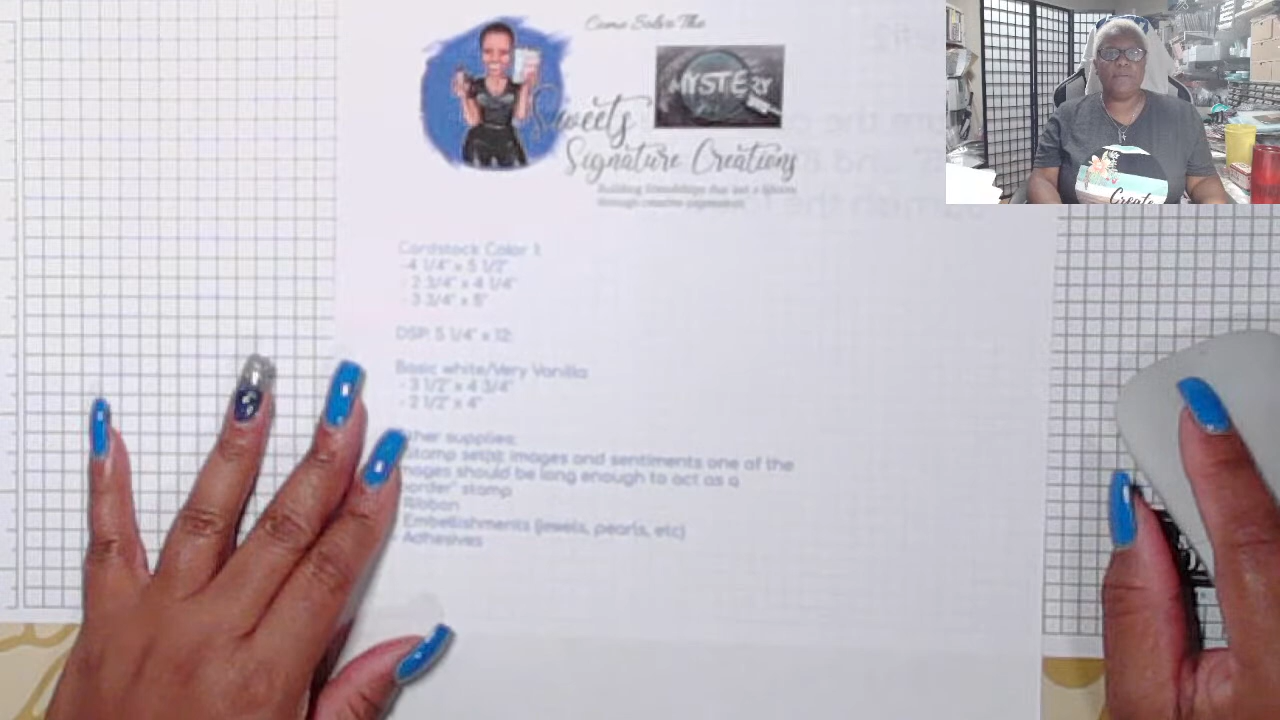 Come Solve The
MYSTERY
Sweets
Signature Creations
Building friendships that last a lifetime
through creative
Cardstock Color 1:
- 4 1/4" x 5 1/2"
- 2 3/4" x 4 1/4"
- 3 3/4" x 5"
DSP: 5 1/4" x 12:
Basic white/Very Vanilla
- 3 1/2" x 4 3/4"
- 2 1/2" x 4"
ther supplies:
Stamp set(s): images and sentiments one of the
mages should be long enough to act as a
border" stamp
Ribbon
Embellishments (jewels, pearls, etc)
Adhesives
Create